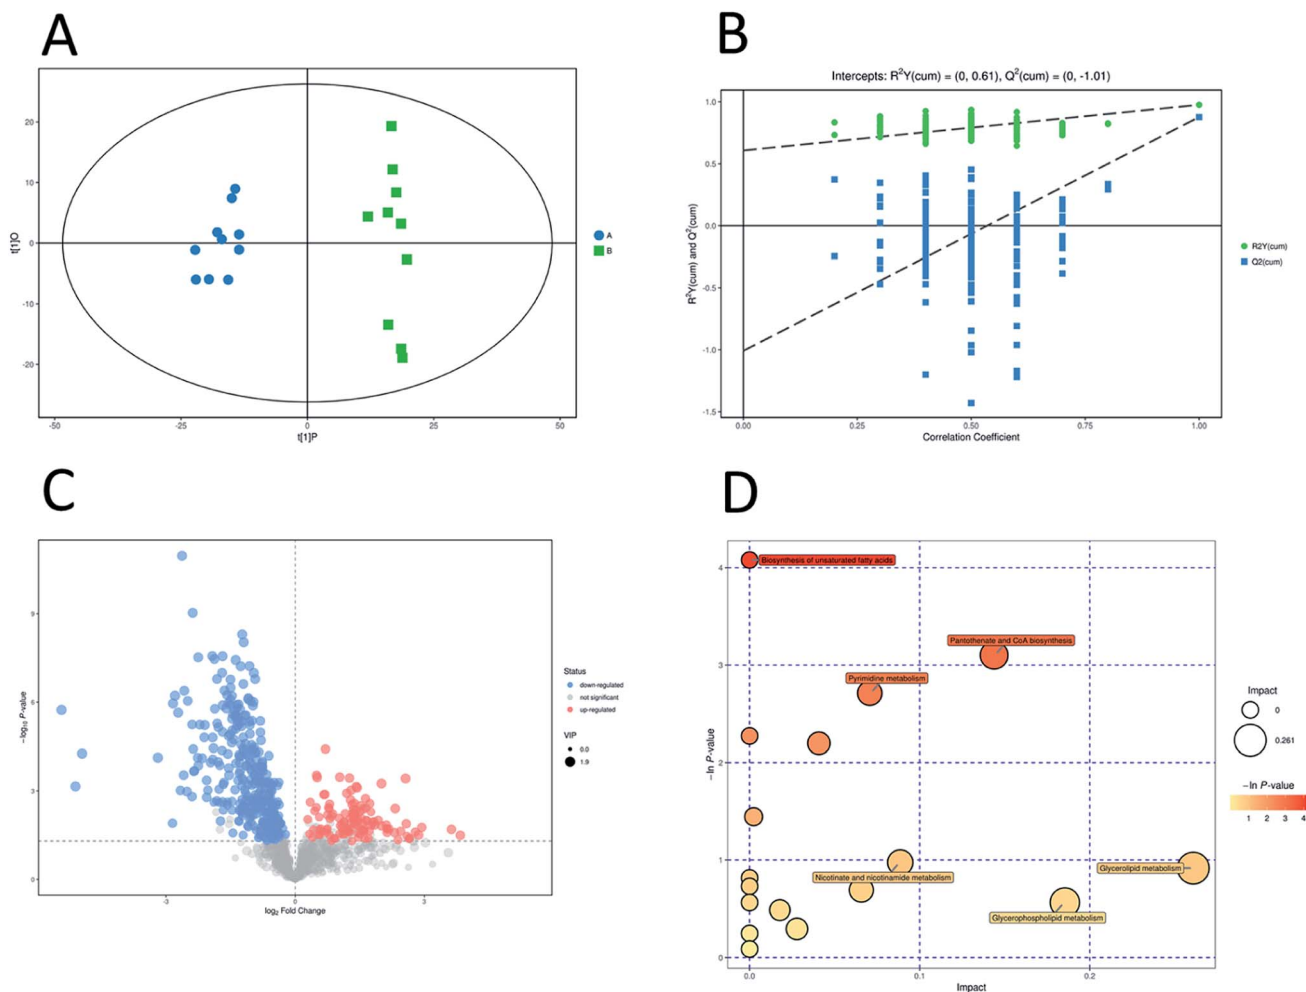 A
20
10
0
-10
-20
t[1]O
-50
-25
0
25
50
t[1]P
A
B
B
Intercepts: R²Y(cum) = (0, 0.61), Q²(cum) = (0, -1.01)
1.0
0.5
0.0
-0.5
-1.0
-1.5
R²Y(cum) and Q²(cum)
0.00
0.25
0.50
0.75
1.00
Correlation Coefficient
R2Y(cum)
Q2(cum)
C
9
6
3
0
−log₁₀ P-value
-3
0
3
log₂ Fold Change
Status
down-regulated
not significant
up-regulated
VIP
0.0
1.9
D
4
3
2
1
0
−ln P-value
Biosynthesis of unsaturated fatty acids
Pantothenate and CoA biosynthesis
Pyrimidine metabolism
Glycerolipid metabolism
Nicotinate and nicotinamide metabolism
Glycerophospholipid metabolism
0.0
0.1
0.2
Impact
Impact
0
0.261
−ln P-value
1 2 3 4